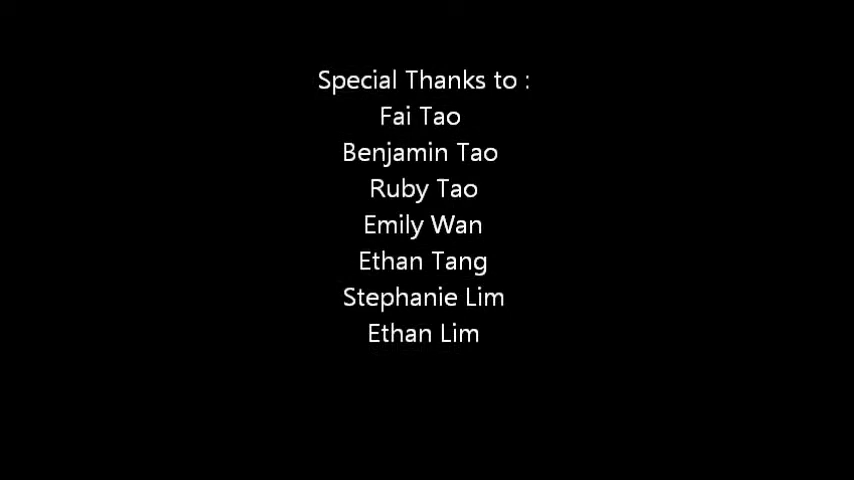 Special Thanks to :
Fai Tao
Benjamin Tao
Ruby Tao
Emily Wan
Ethan Tang
Stephanie Lim
Ethan Lim